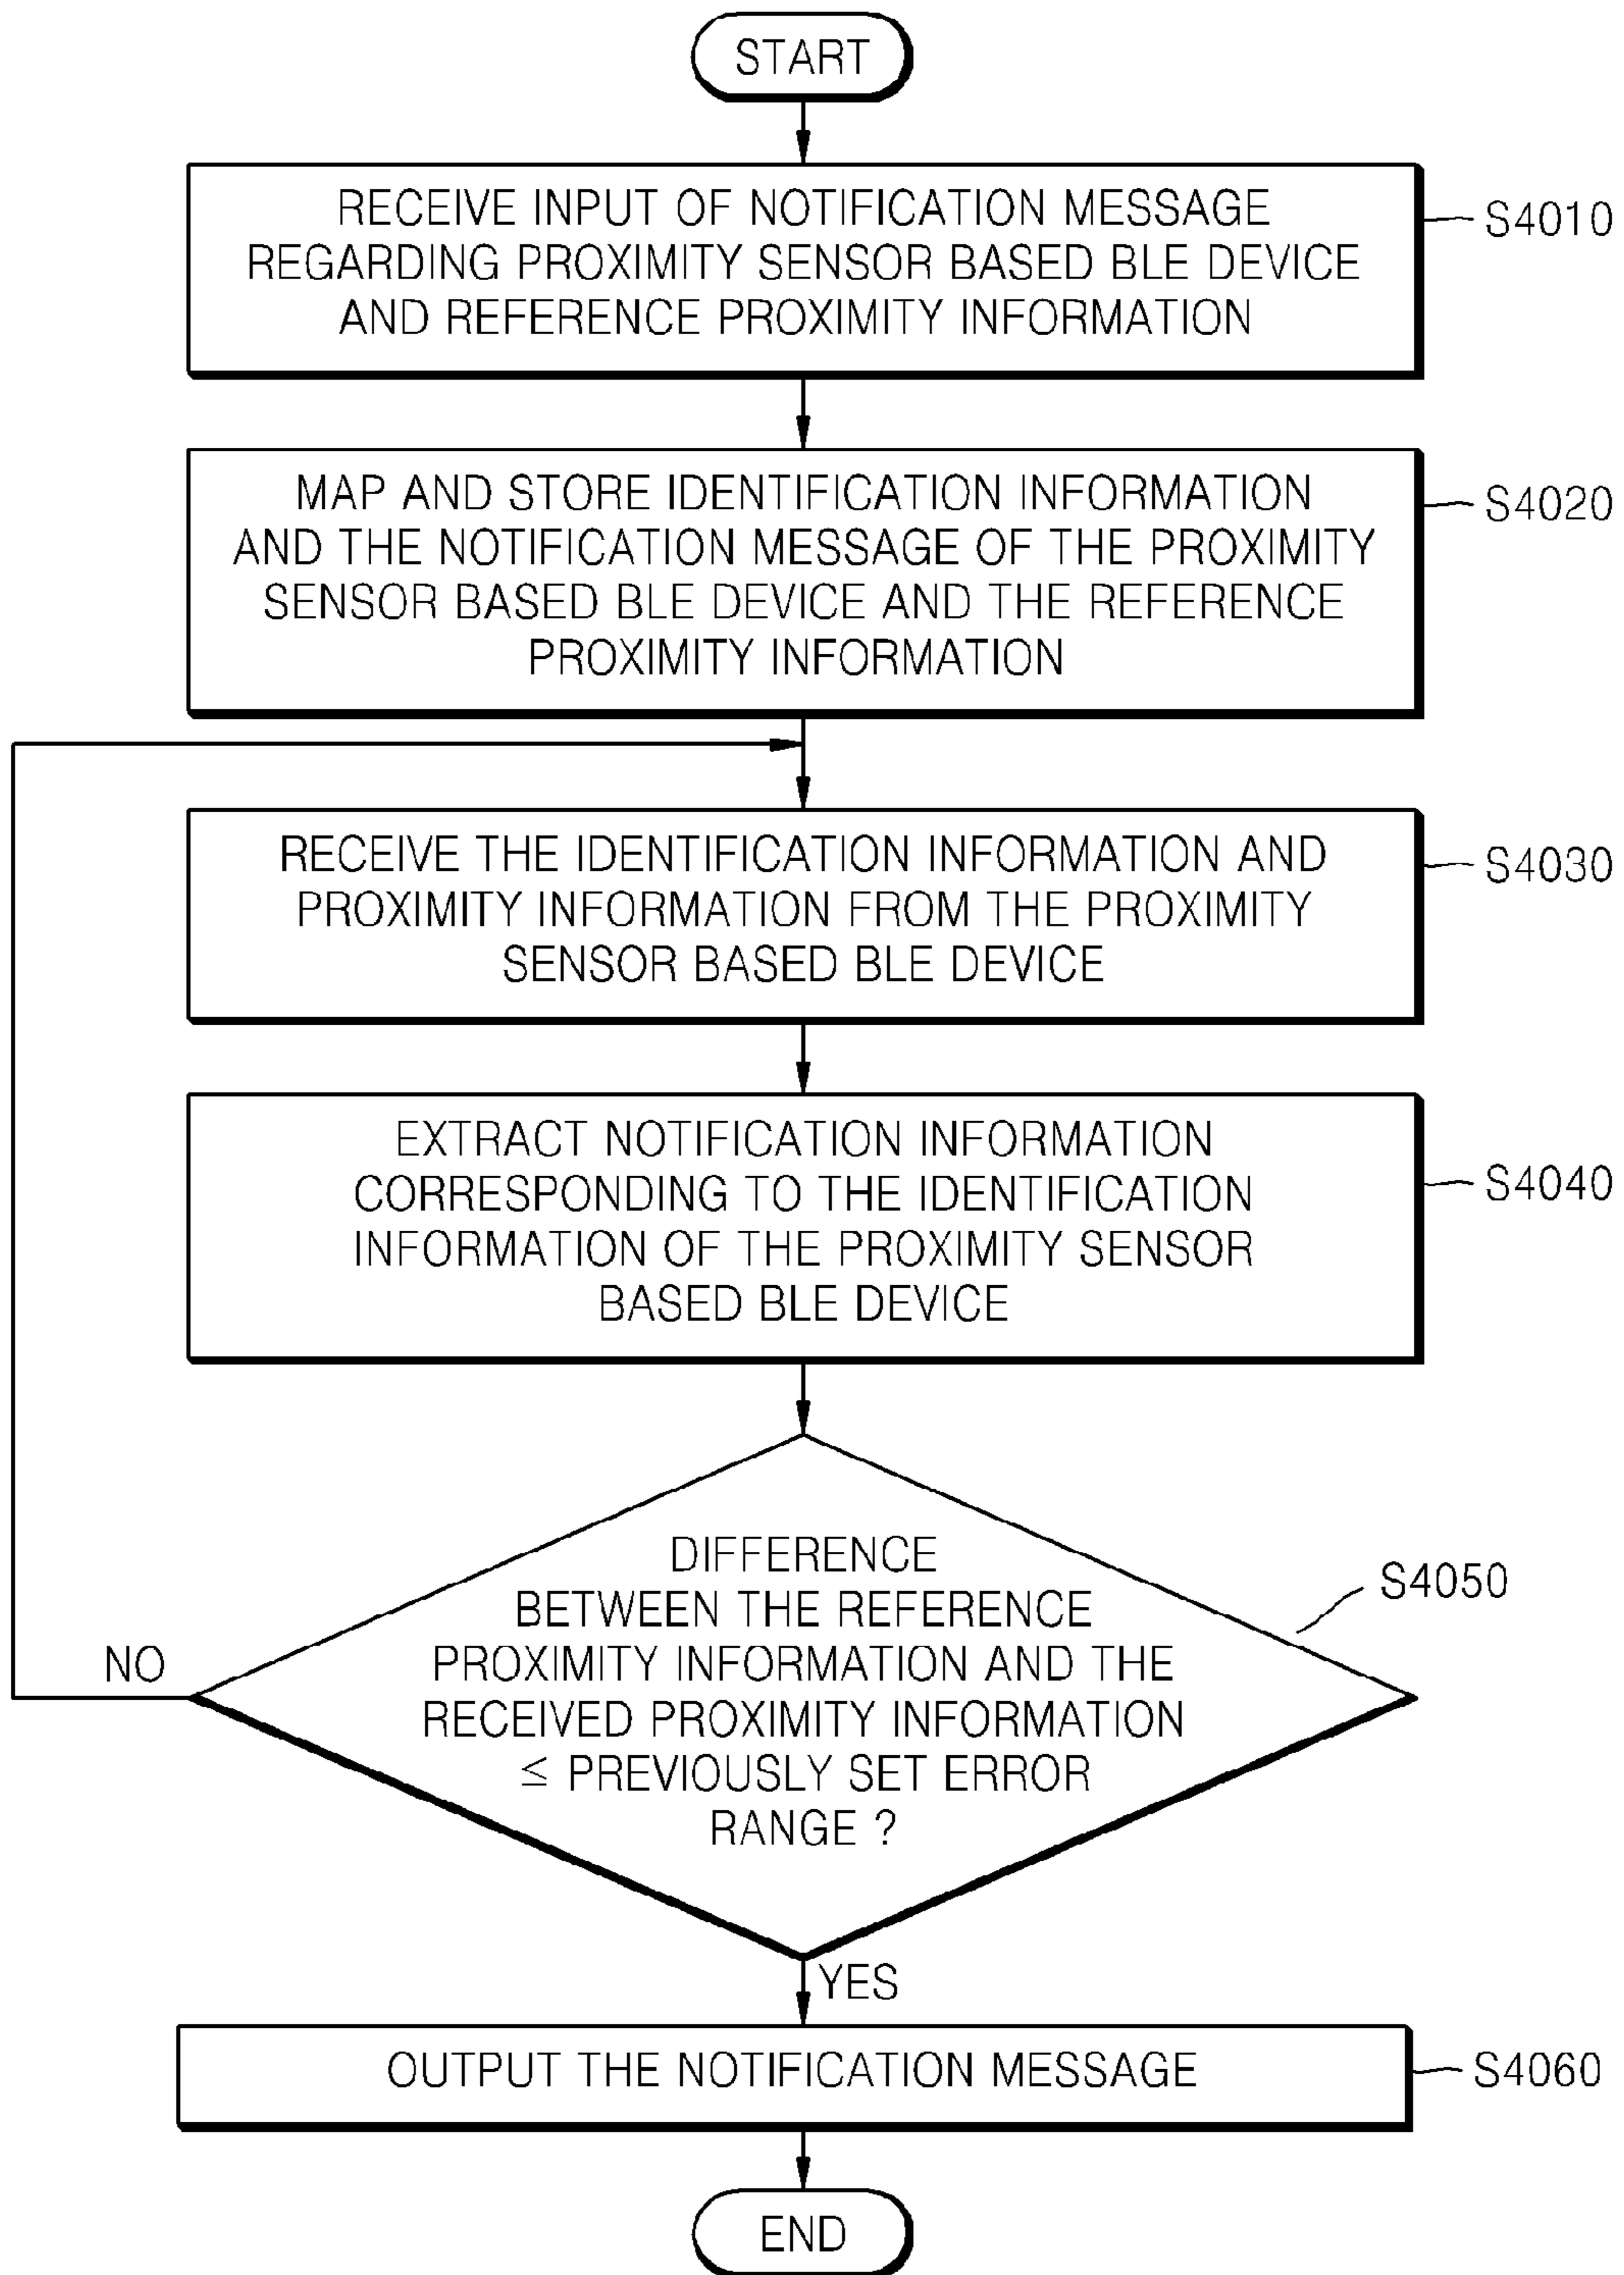 START
RECEIVE INPUT OF NOTIFICATION MESSAGE
REGARDING PROXIMITY SENSOR BASED BLE DEVICE
AND REFERENCE PROXIMITY INFORMATION
S4010
MAP AND STORE IDENTIFICATION INFORMATION
AND THE NOTIFICATION MESSAGE OF THE PROXIMITY
SENSOR BASED BLE DEVICE AND THE REFERENCE
PROXIMITY INFORMATION
S4020
RECEIVE THE IDENTIFICATION INFORMATION AND
PROXIMITY INFORMATION FROM THE PROXIMITY
SENSOR BASED BLE DEVICE
S4030
EXTRACT NOTIFICATION INFORMATION
CORRESPONDING TO THE IDENTIFICATION
INFORMATION OF THE PROXIMITY SENSOR
BASED BLE DEVICE
S4040
DIFFERENCE
BETWEEN THE REFERENCE
PROXIMITY INFORMATION AND THE
RECEIVED PROXIMITY INFORMATION
≤ PREVIOUSLY SET ERROR
RANGE ?
S4050
NO
YES
OUTPUT THE NOTIFICATION MESSAGE
S4060
END